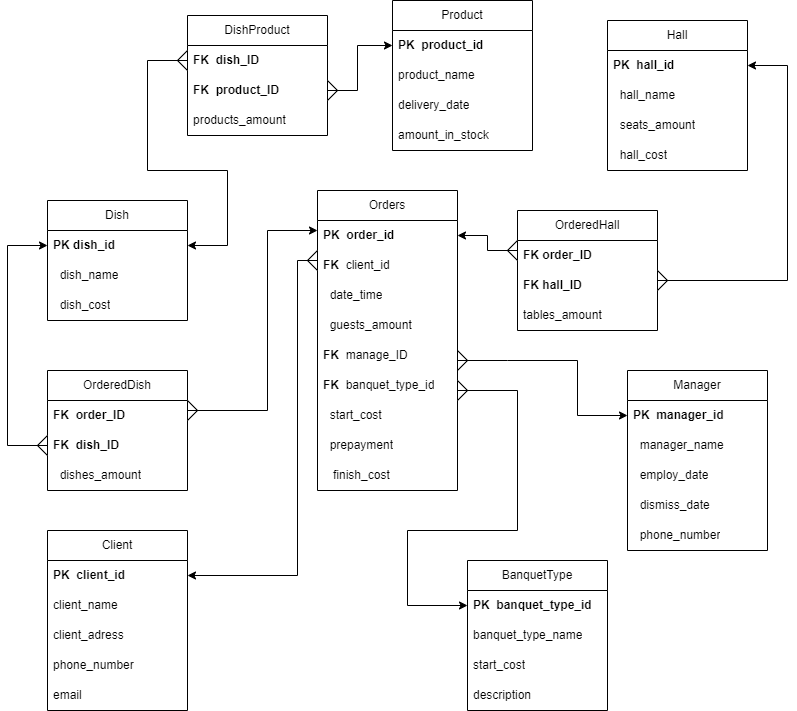 DishProduct
FK dish_ID
FK product_ID
products_amount
Product
PK product_id
product_name
delivery_date
amount_in_stock
Hall
PK hall_id
hall_name
seats_amount
hall_cost
Dish
PK dish_id
dish_name
dish_cost
Orders
PK order_id
FK client_id
date_time
guests_amount
FK manage_ID
FK banquet_type_id
start_cost
prepayment
finish_cost
OrderedHall
FK order_ID
FK hall_ID
tables_amount
OrderedDish
FK order_ID
FK dish_ID
dishes_amount
Manager
PK manager_id
manager_name
employ_date
dismiss_date
phone_number
Client
PK client_id
client_name
client_adress
phone_number
email
BanquetType
PK banquet_type_id
banquet_type_name
start_cost
description